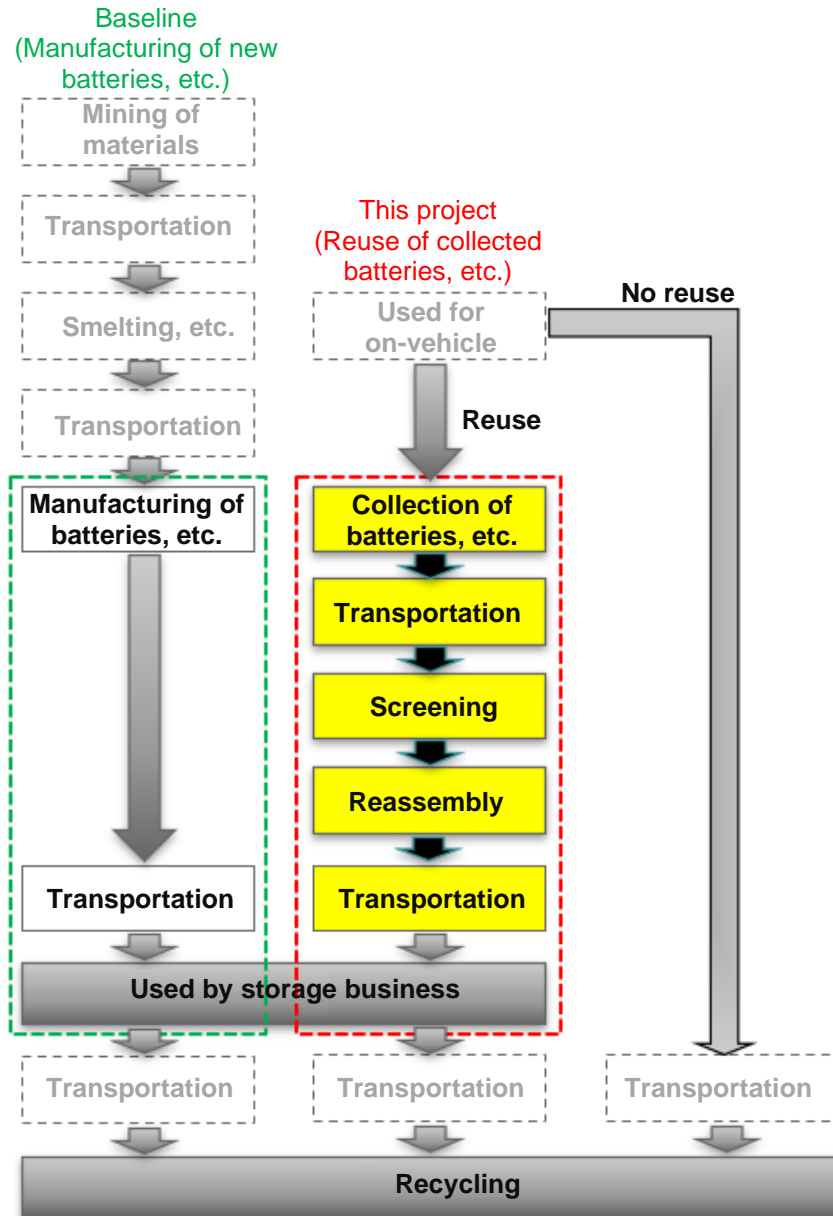 Baseline
(Manufacturing of new
batteries, etc.)
Mining of
materials
Transportation
Smelting, etc.
Transportation
Manufacturing of
batteries, etc.
Transportation
This project
(Reuse of collected
batteries, etc.)
Used for
on-vehicle
No reuse
Reuse
Collection of
batteries, etc.
Transportation
Screening
Reassembly
Transportation
Used by storage business
Transportation
Transportation
Transportation
Recycling